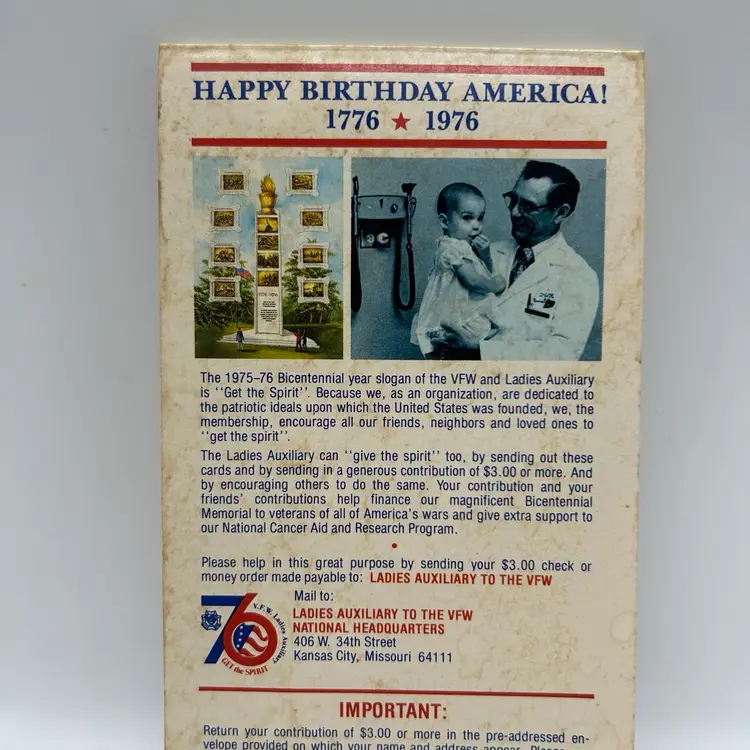 HAPPY BIRTHDAY AMERICA!
1776 ★ 1976
1776-1976
The 1975–76 Bicentennial year slogan of the VFW and Ladies Auxiliary
is ‘‘Get the Spirit’’. Because we, as an organization, are dedicated
to the patriotic ideals upon which the United States was founded, we, the
membership, encourage all our friends, neighbors and loved ones to
‘‘get the spirit’’.
The Ladies Auxiliary can ‘‘give the spirit’’ too, by sending out these
cards and by sending in a generous contribution of $3.00 or more. And
by encouraging others to do the same. Your contribution and your
friends’ contributions help finance our magnificent Bicentennial
Memorial to veterans of all of America’s wars and give extra support to
our National Cancer Aid and Research Program.
Please help in this great purpose by sending your $3.00 check or
money order made payable to: LADIES AUXILIARY TO THE VFW
76
V.F.W. Ladies Auxiliary
GET the SPIRIT
Mail to:
LADIES AUXILIARY TO THE VFW
NATIONAL HEADQUARTERS
406 W. 34th Street
Kansas City, Missouri 64111
IMPORTANT:
Return your contribution of $3.00 or more in the pre-addressed en-
velope provided on which your name and address appear. Please